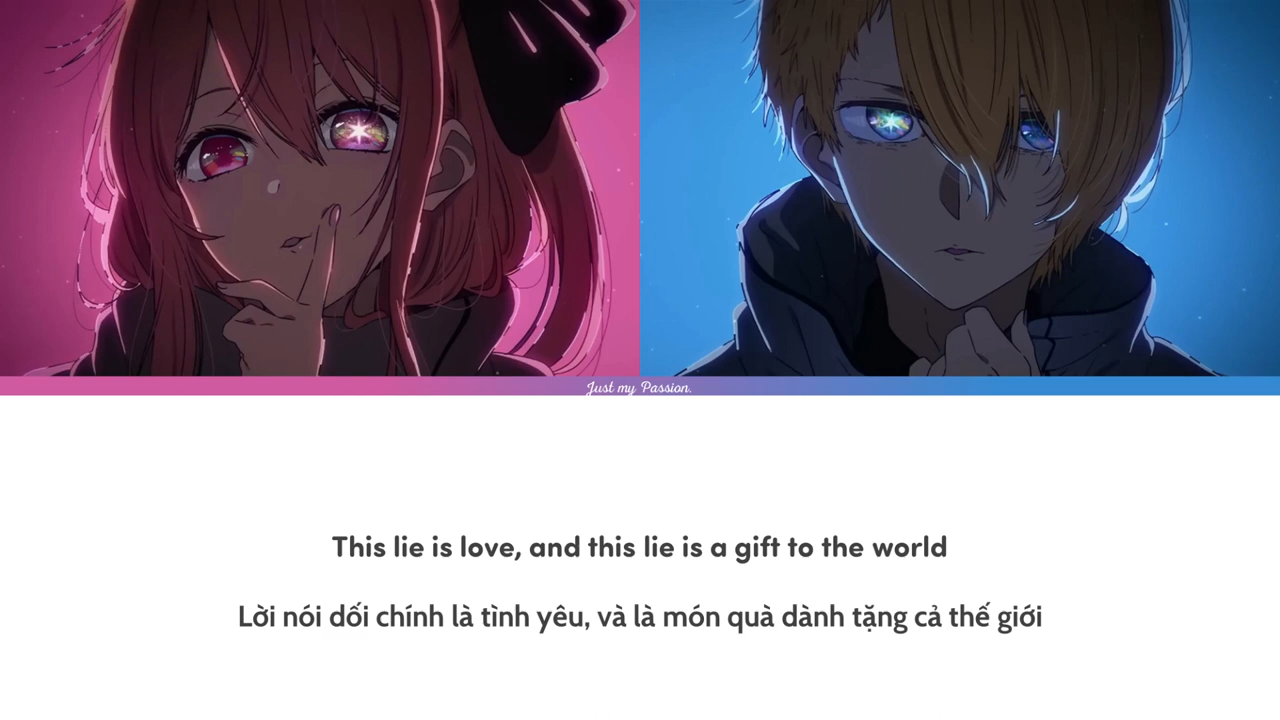 Just my Passion.
This lie is love, and this lie is a gift to the world
Lời nói dối chính là tình yêu, và là món quà dành tặng cả thế giới